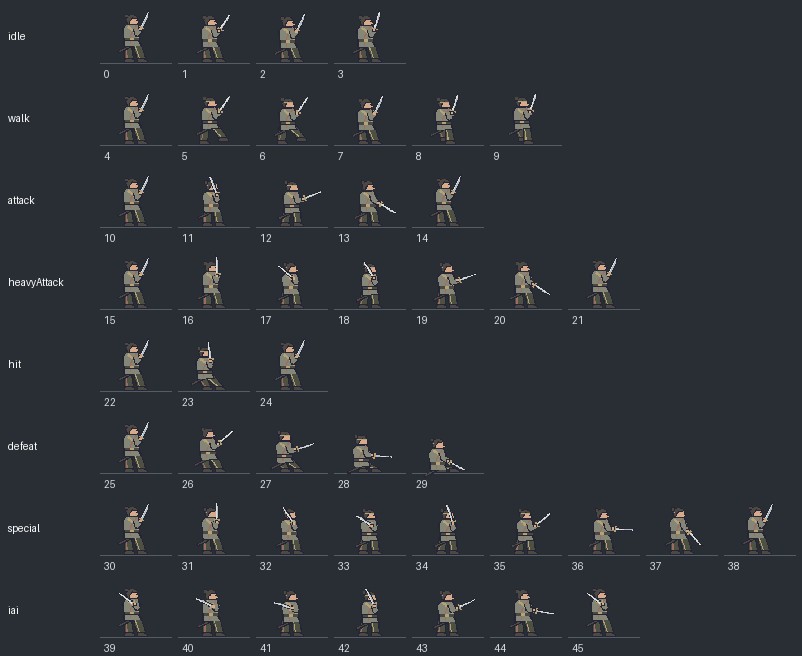 idle
0 1 2 3
walk
4 5 6 7 8 9
attack
10 11 12 13 14
heavyAttack
15 16 17 18 19 20 21
hit
22 23 24
defeat
25 26 27 28 29
special
30 31 32 33 34 35 36 37 38
iai
39 40 41 42 43 44 45